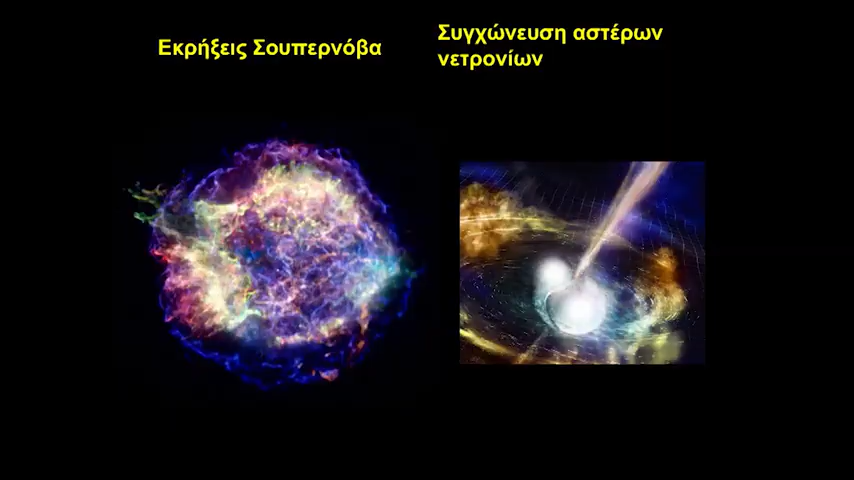 Εκρήξεις Σουπερνόβα
Συγχώνευση αστέρων
νετρονίων